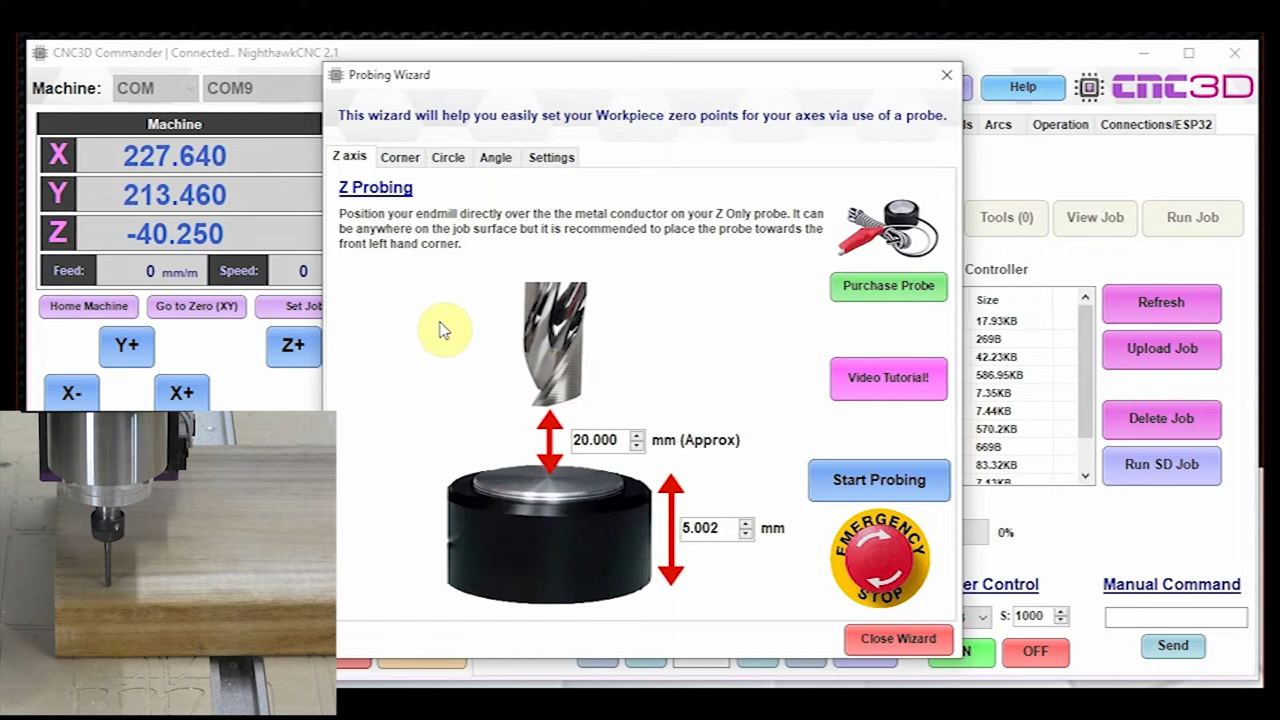 CNC3D Commander | Connected.. NighthawkCNC 2.1
Machine: COM COM9
Help
CNC3D
Probing Wizard
This wizard will help you easily set your Workpiece zero points for your axes via use of a probe.
Machine
X 227.640
Y 213.460
Z -40.250
Feed: 0 mm/m Speed: 0
Home Machine Go to Zero (XY) Set Job
Y+ Z+
X- X+
Z axis Corner Circle Angle Settings
Z Probing
Position your endmill directly over the the metal conductor on your Z Only probe. It can
be anywhere on the job surface but it is recommended to place the probe towards the
front left hand corner.
Purchase Probe
Video Tutorial!
20.000 mm (Approx)
5.002 mm
Start Probing
EMERGENCY
STOP
Close Wizard
ls Arcs Operation Connections/ESP32
Tools (0) View Job Run Job
Controller
Size
17.93KB
269B
42.23KB
586.95KB
7.35KB
7.44KB
570.2KB
669B
83.32KB
7.13KB
Refresh
Upload Job
Delete Job
Run SD Job
0%
er Control Manual Command
S: 1000
N OFF Send